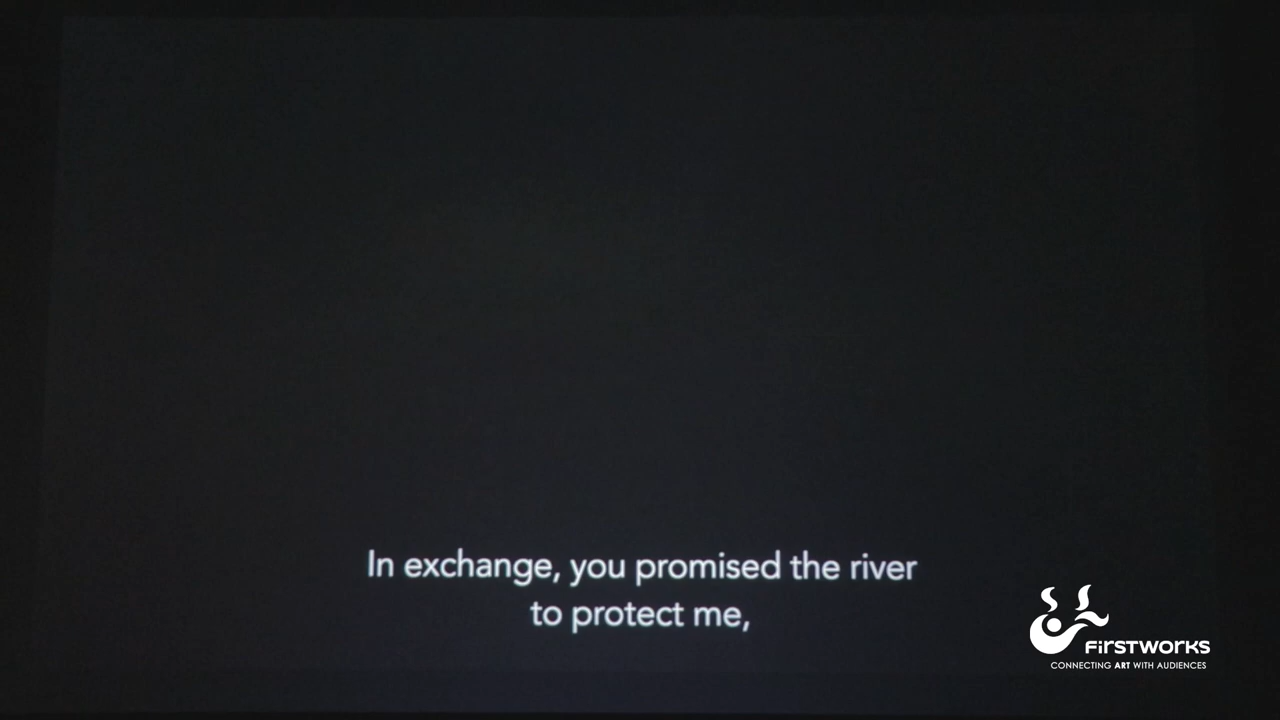 In exchange, you promised the river
to protect me,
FiRSTWORKS
CONNECTING ART WITH AUDIENCES